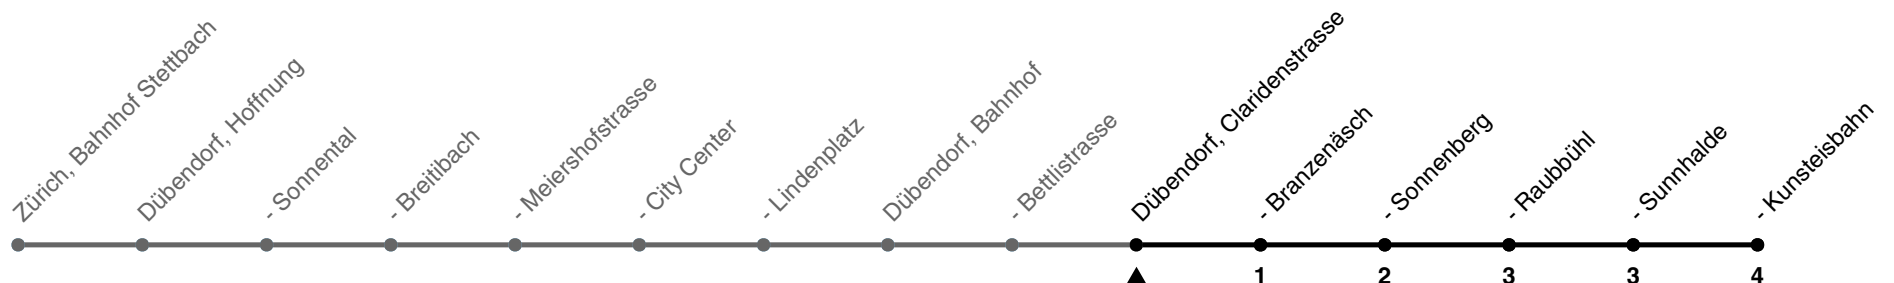 Zürich, Bahnhof Stettbach
Dübendorf, Hoffnung
- Sonnental
- Breitibach
- Meiershofstrasse
- City Center
- Lindenplatz
Dübendorf, Bahnhof
- Bettlistrasse
Dübendorf, Claridenstrasse
- Branzenäsch
- Sonnenberg
- Raubbühl
- Sunnhalde
- Kunsteisbahn
1 2 3 3 4